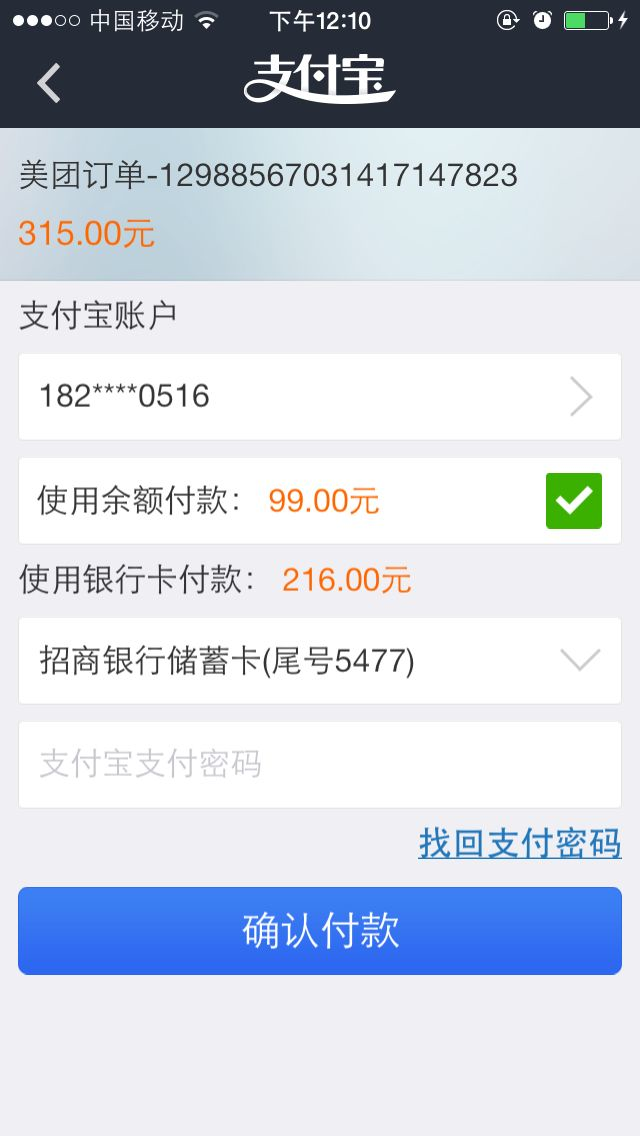 中国移动 下午12:10
支付宝
美团订单-12988567031417147823
315.00元
支付宝账户
182****0516
使用余额付款： 99.00元
使用银行卡付款： 216.00元
招商银行储蓄卡(尾号5477)
支付宝支付密码
找回支付密码
确认付款